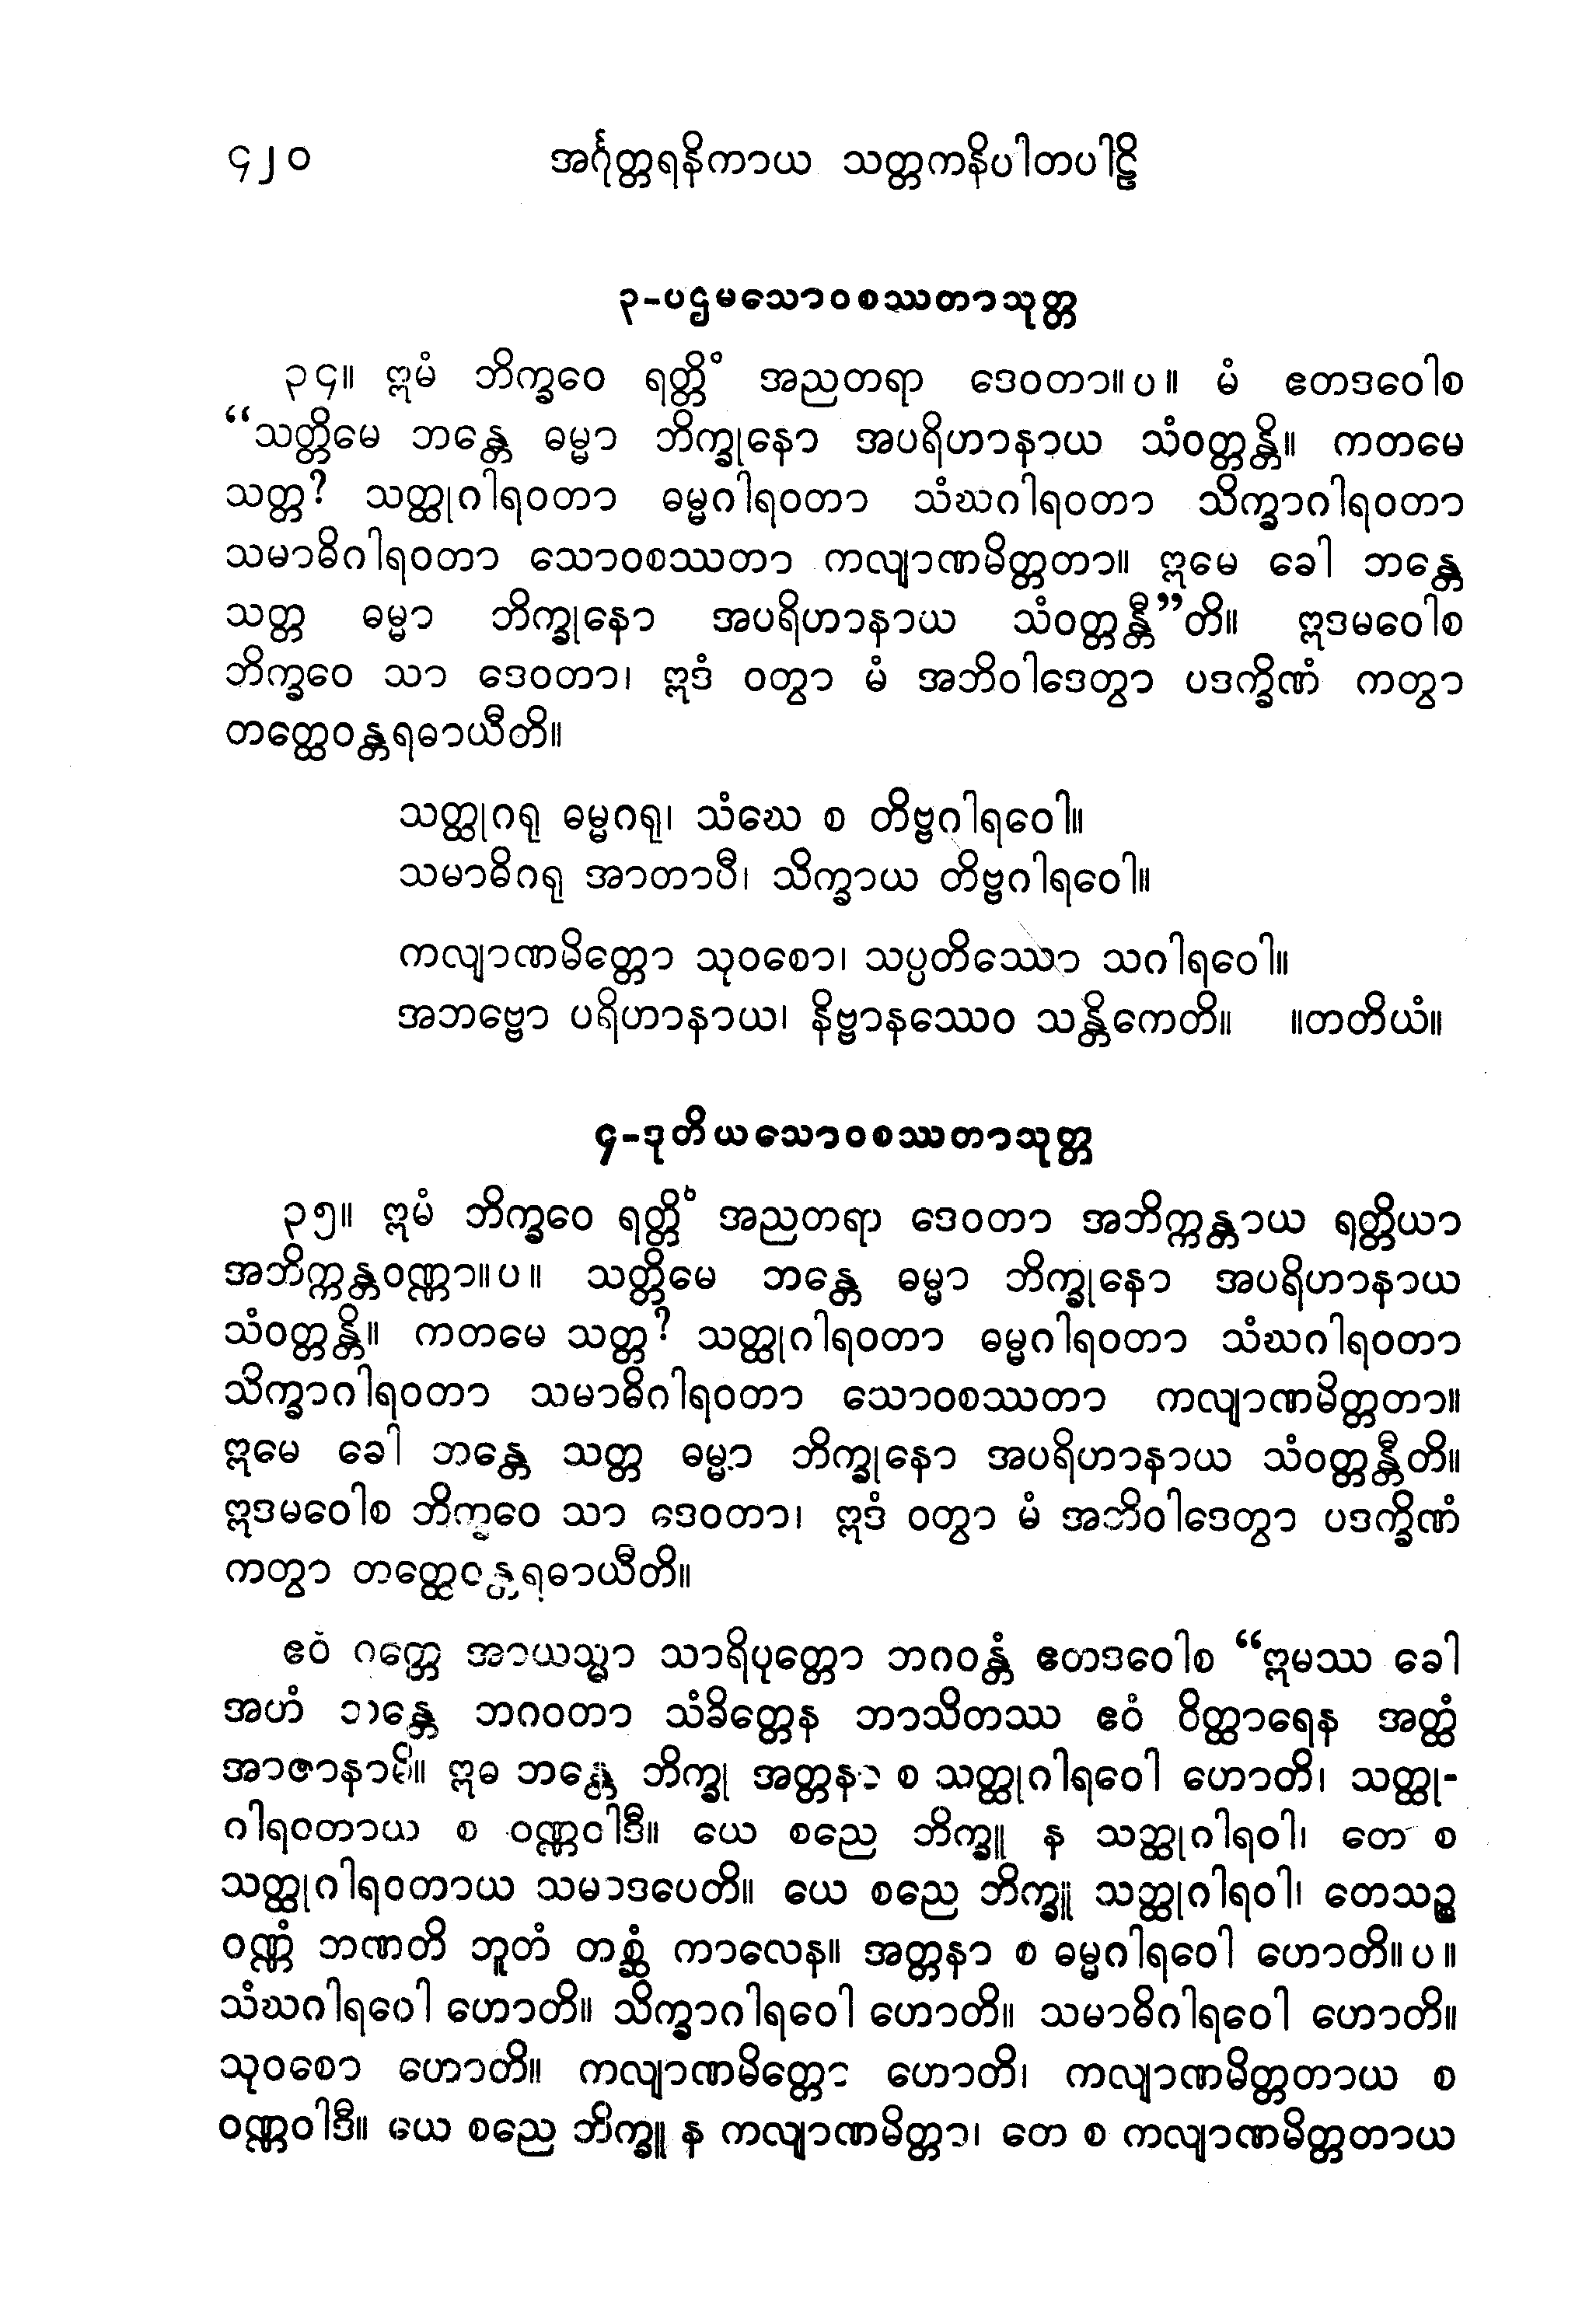 ၄၂၀ အင်္ဂုတ္တရနိကာယ သတ္တကနိပါတပါဠိ
၃-ပဌမသောဝစဿတာသုတ္တ
၃၄။ ဣမံ ဘိက္ခဝေ ရတ္တိံ အညတရာ ဒေဝတာ။ပ။ မံ ဧတဒဝေါစ
“သတ္တိမေ ဘန္တေ ဓမ္မာ ဘိက္ခုနော အပရိဟာနာယ သံဝတ္တန္တိ။ ကတမေ
သတ္တ? သတ္ထုဂါရဝတာ ဓမ္မဂါရဝတာ သံဃဂါရဝတာ သိက္ခာဂါရဝတာ
သမာဓိဂါရဝတာ သောဝစဿတာ ကလျာဏမိတ္တတာ။ ဣမေ ခေါ ဘန္တေ
သတ္တ ဓမ္မာ ဘိက္ခုနော အပရိဟာနာယ သံဝတ္တန္တီ”တိ။ ဣဒမဝေါစ
ဘိက္ခဝေ သာ ဒေဝတာ၊ ဣဒံ ဝတွာ မံ အဘိဝါဒေတွာ ပဒက္ခိဏံ ကတွာ
တတ္ထေဝန္တရဓာယီတိ။
သတ္ထုဂရု ဓမ္မဂရု၊ သံဃေ စ တိဗ္ဗဂါရဝေါ။
သမာဓိဂရု အာတာပီ၊ သိက္ခာယ တိဗ္ဗဂါရဝေါ။
ကလျာဏမိတ္တော သုဝစော၊ သပ္ပတိဿော သဂါရဝေါ။
အဘဗ္ဗော ပရိဟာနာယ၊ နိဗ္ဗာနဿေဝ သန္တိကေတိ။ ။တတိယံ။
၄-ဒုတိယသောဝစဿတာသုတ္တ
၃၅။ ဣမံ ဘိက္ခဝေ ရတ္တိံ အညတရာ ဒေဝတာ အဘိက္ကန္တာယ ရတ္တိယာ
အဘိက္ကန္တဝဏ္ဏာ။ပ။ သတ္တိမေ ဘန္တေ ဓမ္မာ ဘိက္ခုနော အပရိဟာနာယ
သံဝတ္တန္တိ။ ကတမေ သတ္တ? သတ္ထုဂါရဝတာ ဓမ္မဂါရဝတာ သံဃဂါရဝတာ
သိက္ခာဂါရဝတာ သမာဓိဂါရဝတာ သောဝစဿတာ ကလျာဏမိတ္တတာ။
ဣမေ ခေါ ဘန္တေ သတ္တ ဓမ္မာ ဘိက္ခုနော အပရိဟာနာယ သံဝတ္တန္တီတိ။
ဣဒမဝေါစ ဘိက္ခဝေ သာ ဒေဝတာ၊ ဣဒံ ဝတွာ မံ အဘိဝါဒေတွာ ပဒက္ခိဏံ
ကတွာ တတ္ထေဝန္တရဓာယီတိ။
ဧဝံ ဝုတ္တေ အာယသ္မာ သာရိပုတ္တော ဘဂဝန္တံ ဧတဒဝေါစ “ဣမဿ ခေါ
အဟံ ဘန္တေ ဘဂဝတာ သံခိတ္တေန ဘာသိတဿ ဧဝံ ဝိတ္ထာရေန အတ္ထံ
အာဇာနာမိ။ ဣဓ ဘန္တေ ဘိက္ခု အတ္တနာ စ သတ္ထုဂါရဝေါ ဟောတိ၊ သတ္ထု-
ဂါရဝတာယ စ ဝဏ္ဏဝါဒီ။ ယေ စညေ ဘိက္ခူ န သတ္ထုဂါရဝါ၊ တေ စ
သတ္ထုဂါရဝတာယ သမာဒပေတိ။ ယေ စညေ ဘိက္ခူ သတ္ထုဂါရဝါ၊ တေသဉ္စ
ဝဏ္ဏံ ဘဏတိ ဘူတံ တစ္ဆံ ကာလေန။ အတ္တနာ စ ဓမ္မဂါရဝေါ ဟောတိ။ပ။
သံဃဂါရဝေါ ဟောတိ။ သိက္ခာဂါရဝေါ ဟောတိ။ သမာဓိဂါရဝေါ ဟောတိ။
သုဝစော ဟောတိ။ ကလျာဏမိတ္တော ဟောတိ၊ ကလျာဏမိတ္တတာယ စ
ဝဏ္ဏဝါဒီ။ ယေ စညေ ဘိက္ခူ န ကလျာဏမိတ္တာ၊ တေ စ ကလျာဏမိတ္တတာယ